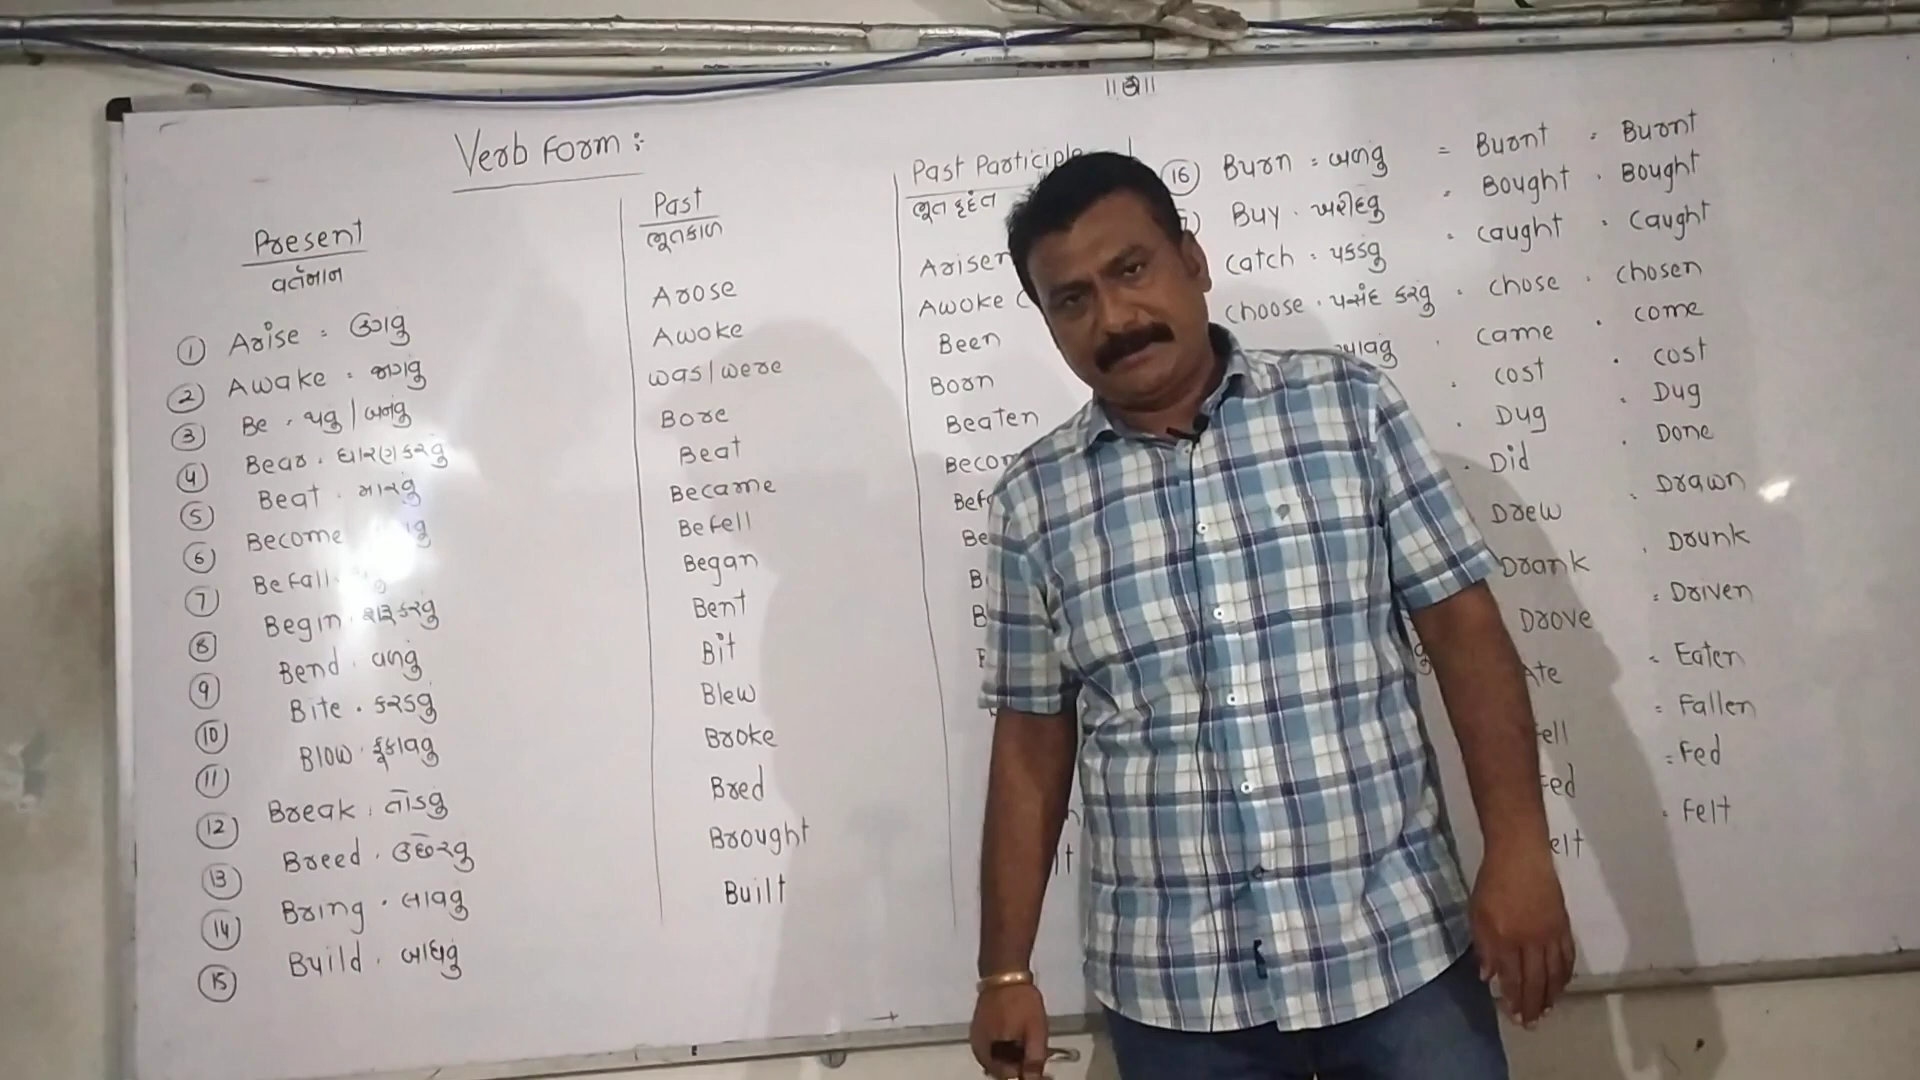 ॥ શ્રી ॥
Verb Form :-
Present
વર્તમાન
Past
ભૂતકાળ
Past Participle
ભૂત કૃદંત
① Arise = ઊગવું
Arose
Arisen
② Awake = જાગવું
Awoke
Awoke
③ Be . થવું / બનવું
was/were
Been
④ Bear . ધારણ કરવું
Bore
Born
⑤ Beat . મારવું
Beat
Beaten
⑥ Become
Became
⑦ Befall
Befell
⑧ Begin . શરૂ કરવું
Began
⑨ Bend . વાળવું
Bent
⑩ Bite . કરડવું
Bit
⑪ Blow . ફૂંકાવવું
Blew
⑫ Break . તોડવું
Broke
⑬ Breed . ઉછેરવું
Bred
⑭ Bring . લાવવું
Brought
⑮ Build . બાંધવું
Built
⑯ Burn = બાળવું = Burnt = Burnt
Buy . ખરીદવું . Bought . Bought
catch = પકડવું . caught . caught
choose . પસંદ કરવું . chose . chosen
. came . come
. cost . cost
. Dug . Dug
. Did . Done
. Drew = Drawn
Drank . Drunk
Drove = Driven
Ate = Eaten
= Fallen
= Fed
. Felt